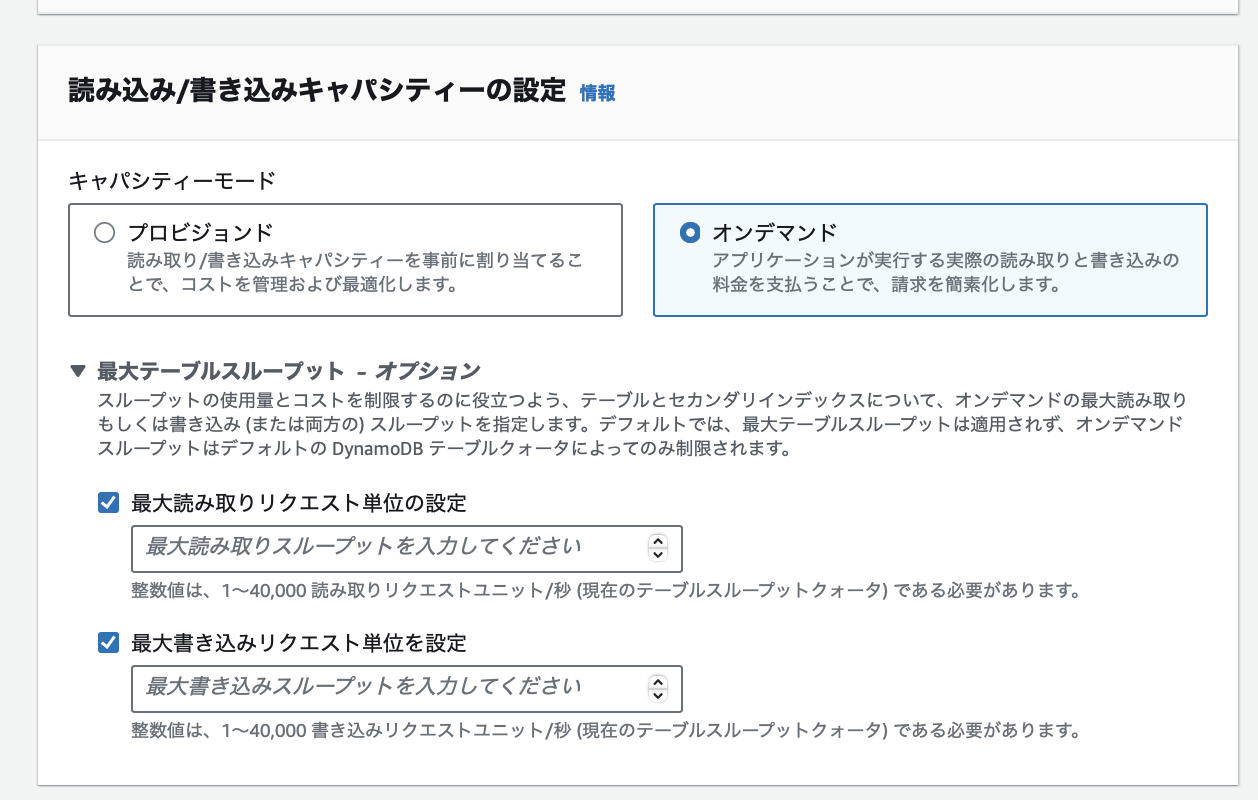 読み込み/書き込みキャパシティーの設定 情報
キャパシティーモード
プロビジョンド
読み取り/書き込みキャパシティーを事前に割り当てるこ
とで、コストを管理および最適化します。
オンデマンド
アプリケーションが実行する実際の読み取りと書き込みの
料金を支払うことで、請求を簡素化します。
最大テーブルスループット - オプション
スループットの使用量とコストを制限するのに役立つよう、テーブルとセカンダリインデックスについて、オンデマンドの最大読み取り
もしくは書き込み (または両方の) スループットを指定します。デフォルトでは、最大テーブルスループットは適用されず、オンデマンド
スループットはデフォルトの DynamoDB テーブルクォータによってのみ制限されます。
最大読み取りリクエスト単位の設定
最大読み取りスループットを入力してください
整数値は、1〜40,000 読み取りリクエストユニット/秒 (現在のテーブルスループットクォータ) である必要があります。
最大書き込みリクエスト単位を設定
最大書き込みスループットを入力してください
整数値は、1〜40,000 書き込みリクエストユニット/秒 (現在のテーブルスループットクォータ) である必要があります。